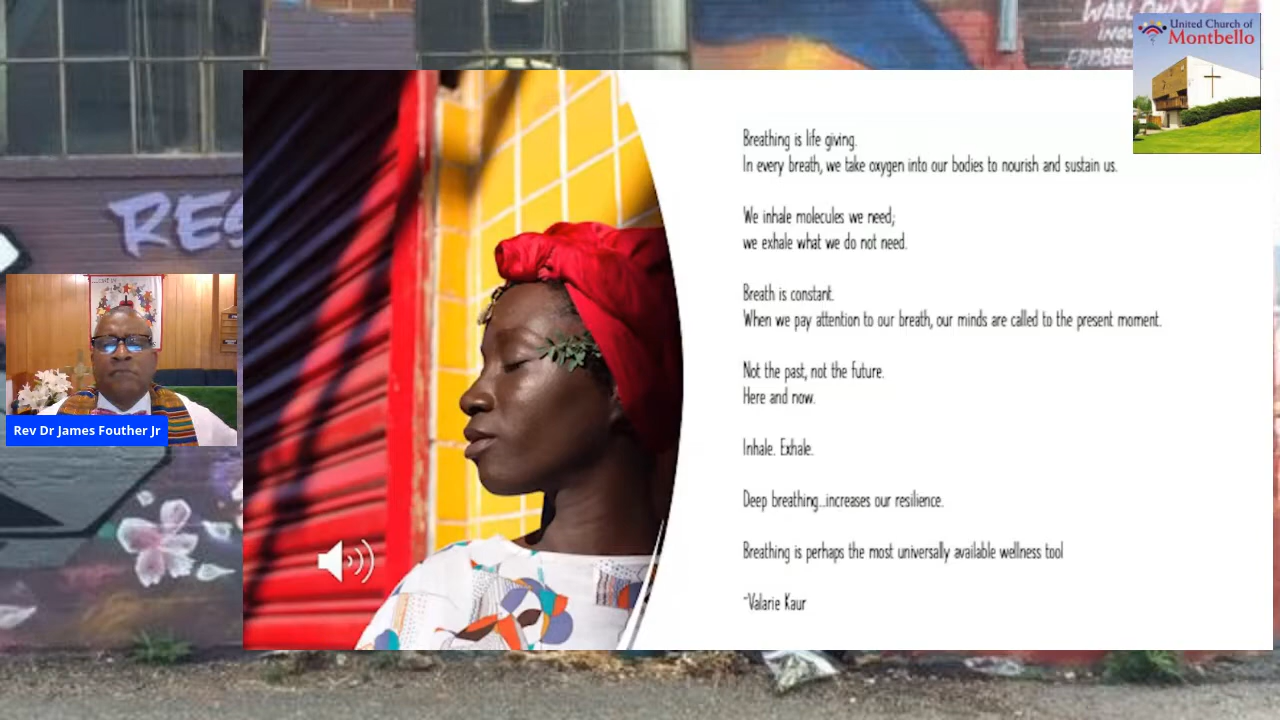 United Church of
Montbello
RES
Breathing is life giving.
In every breath, we take oxygen into our bodies to nourish and sustain us.
We inhale molecules we need;
we exhale what we do not need.
Breath is constant.
When we pay attention to our breath, our minds are called to the present moment.
Not the past, not the future.
Here and now.
Inhale. Exhale.
Deep breathing...increases our resilience.
Breathing is perhaps the most universally available wellness tool
~Valarie Kaur
Rev Dr James Fouther Jr